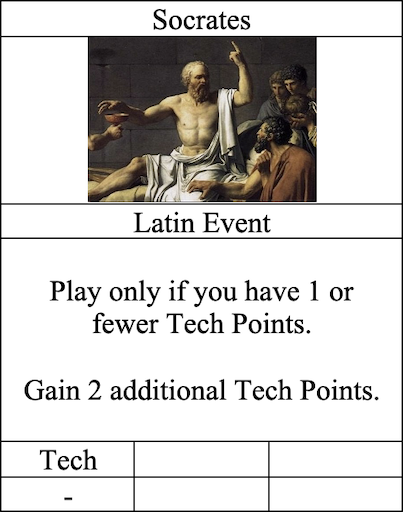 Socrates
Latin Event
Play only if you have 1 or
fewer Tech Points.
Gain 2 additional Tech Points.
Tech
-